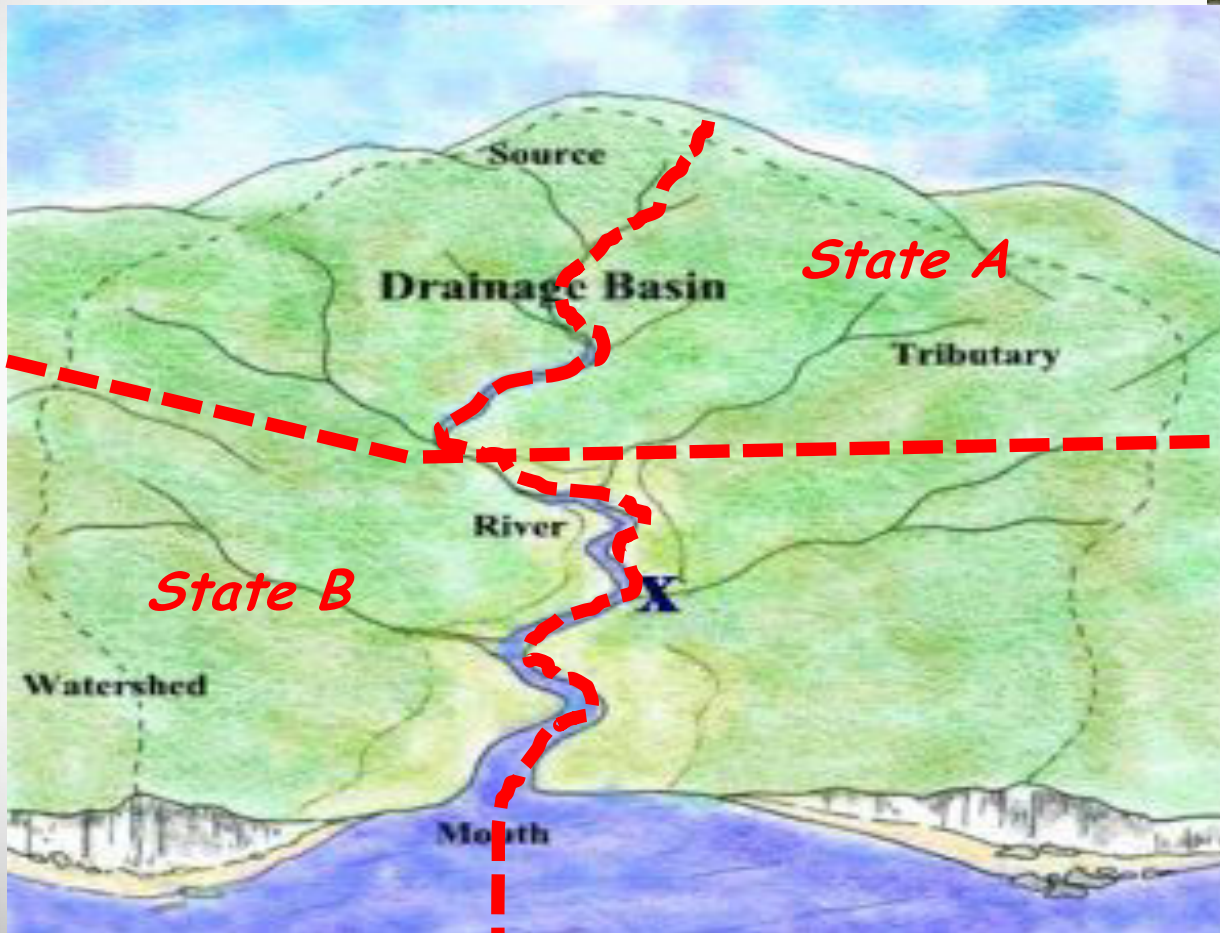 Source
State A
Drainage Basin
Tributary
River
X
State B
Watershed
Mouth